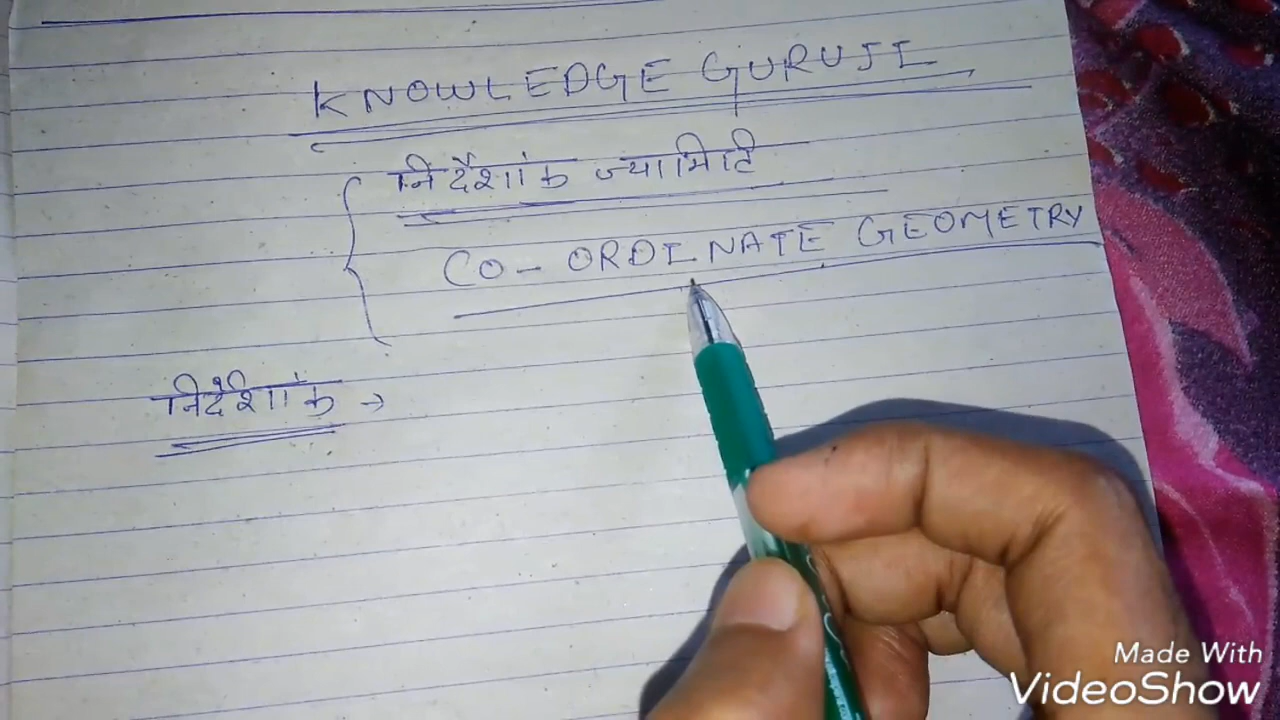 KNOWLEDGE GURUJI
निर्देशांक ज्यामिति
CO-ORDINATE GEOMETRY
निर्देशांक →
Made With
VideoShow